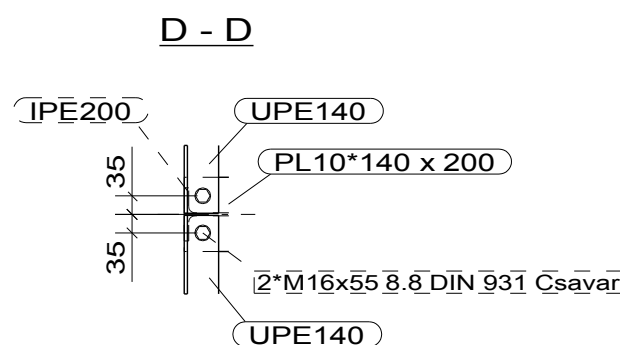 D - D
IPE200
UPE140
PL10*140 x 200
35
35
2*M16x55 8.8 DIN 931 Csavar
UPE140